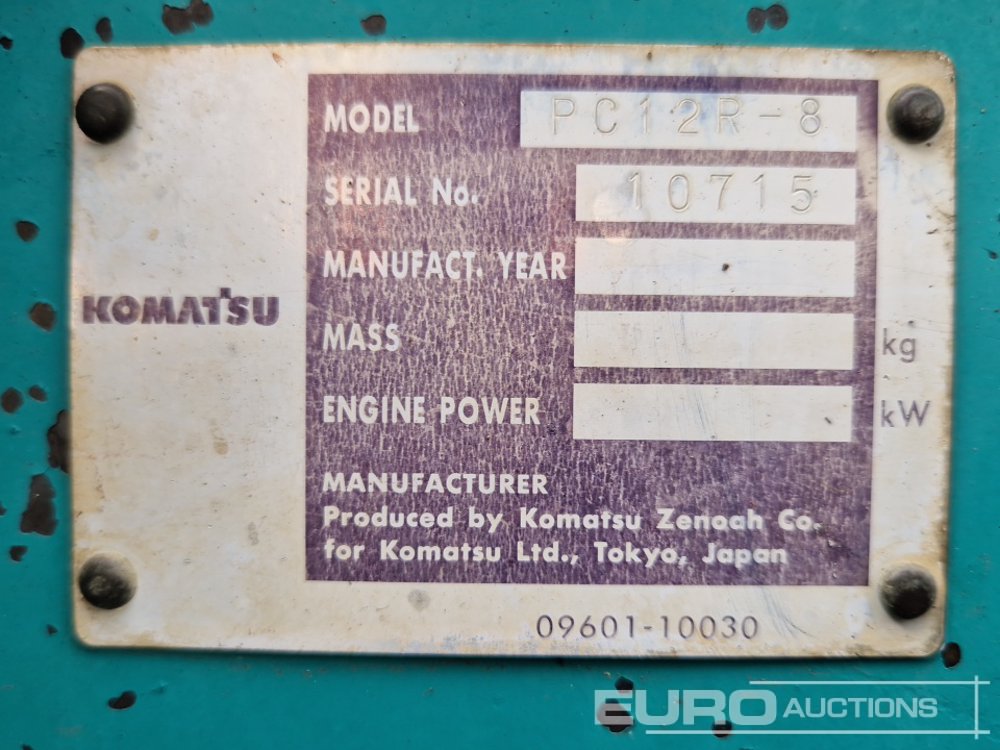 MODEL PC12R-8
SERIAL No. 10715
MANUFACT. YEAR
KOMATSU
MASS kg
ENGINE POWER kW
MANUFACTURER
Produced by Komatsu Zenoah Co.
for Komatsu Ltd., Tokyo, Japan
09601-10030
EURO AUCTIONS